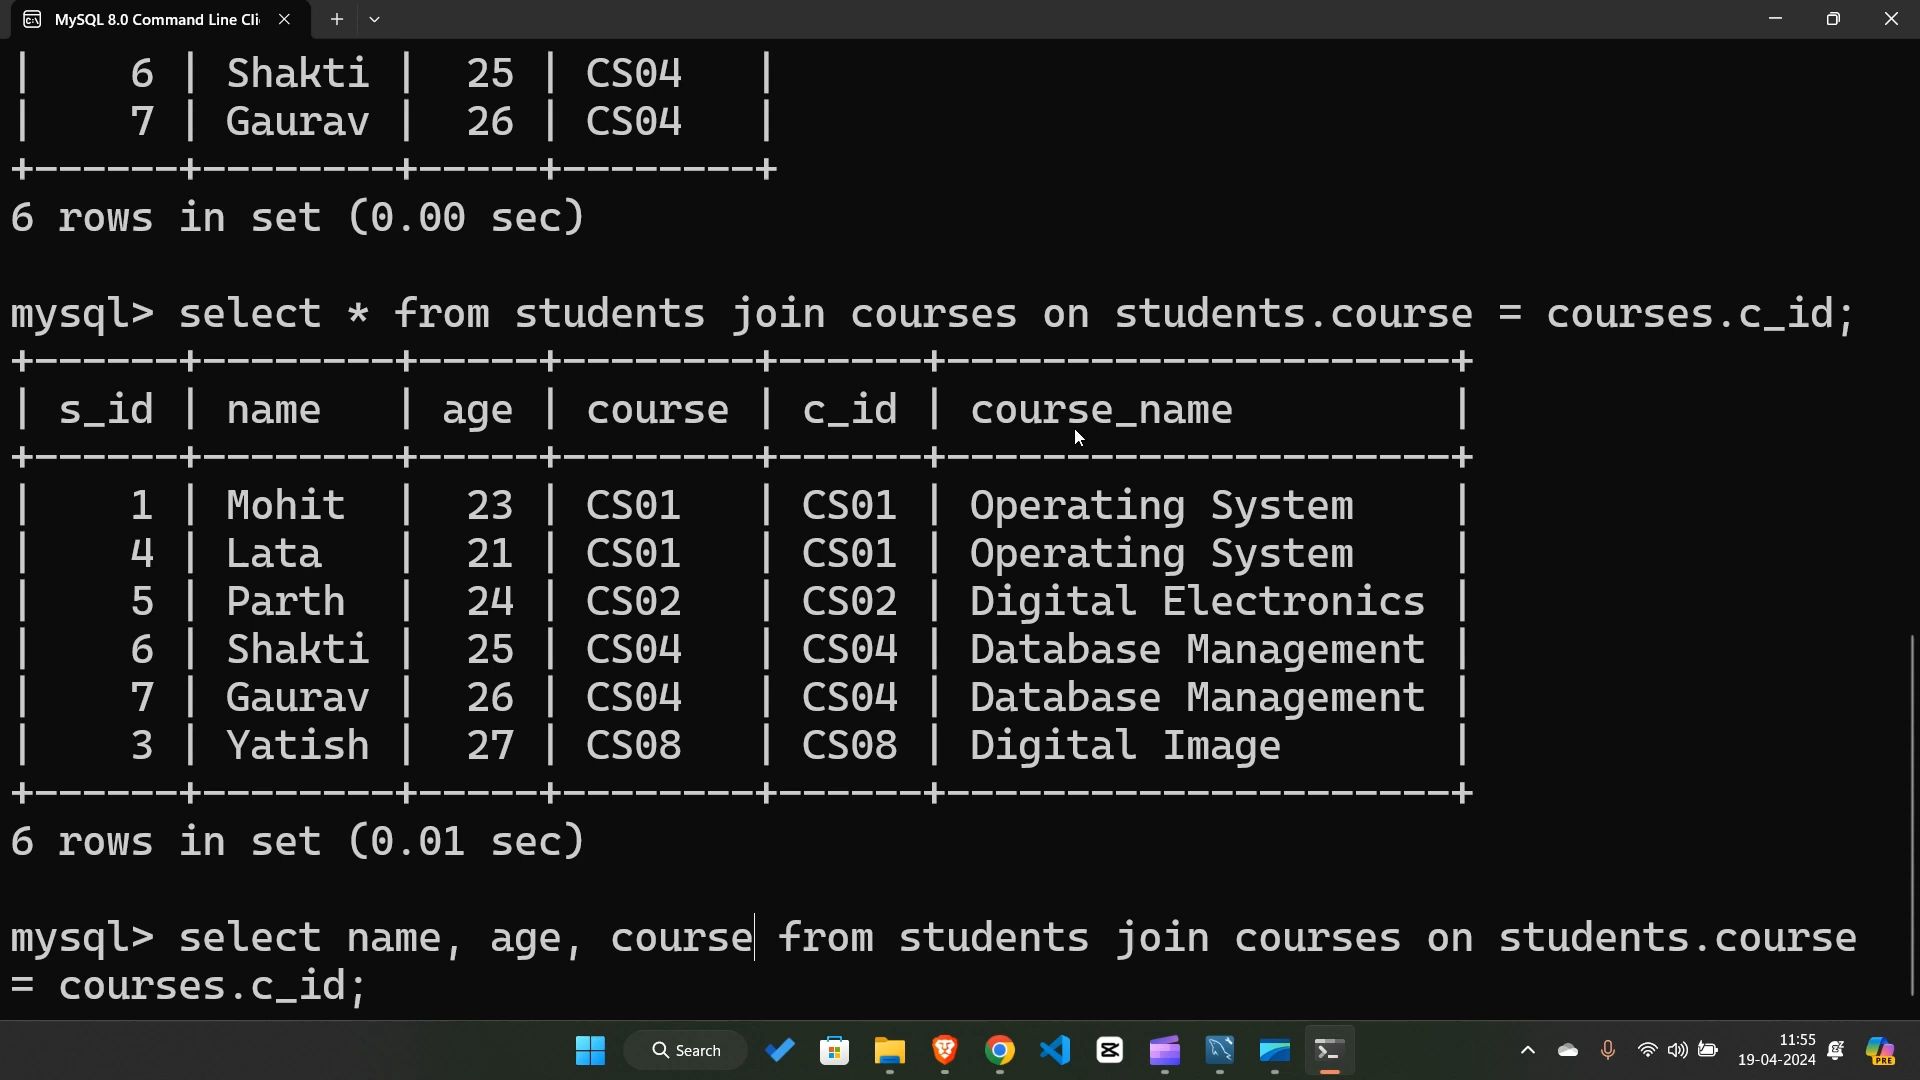 MySQL 8.0 Command Line Cli
|    6 | Shakti |  25 | CS04   |
|    7 | Gaurav |  26 | CS04   |
+------+--------+-----+--------+
6 rows in set (0.00 sec)
mysql> select * from students join courses on students.course = courses.c_id;
+------+--------+-----+--------+------+---------------------+
| s_id | name   | age | course | c_id | course_name         |
+------+--------+-----+--------+------+---------------------+
|    1 | Mohit  |  23 | CS01   | CS01 | Operating System    |
|    4 | Lata   |  21 | CS01   | CS01 | Operating System    |
|    5 | Parth  |  24 | CS02   | CS02 | Digital Electronics |
|    6 | Shakti |  25 | CS04   | CS04 | Database Management |
|    7 | Gaurav |  26 | CS04   | CS04 | Database Management |
|    3 | Yatish |  27 | CS08   | CS08 | Digital Image       |
+------+--------+-----+--------+------+---------------------+
6 rows in set (0.01 sec)
mysql> select name, age, course from students join courses on students.course
= courses.c_id;
Search
11:55
19-04-2024
PRE